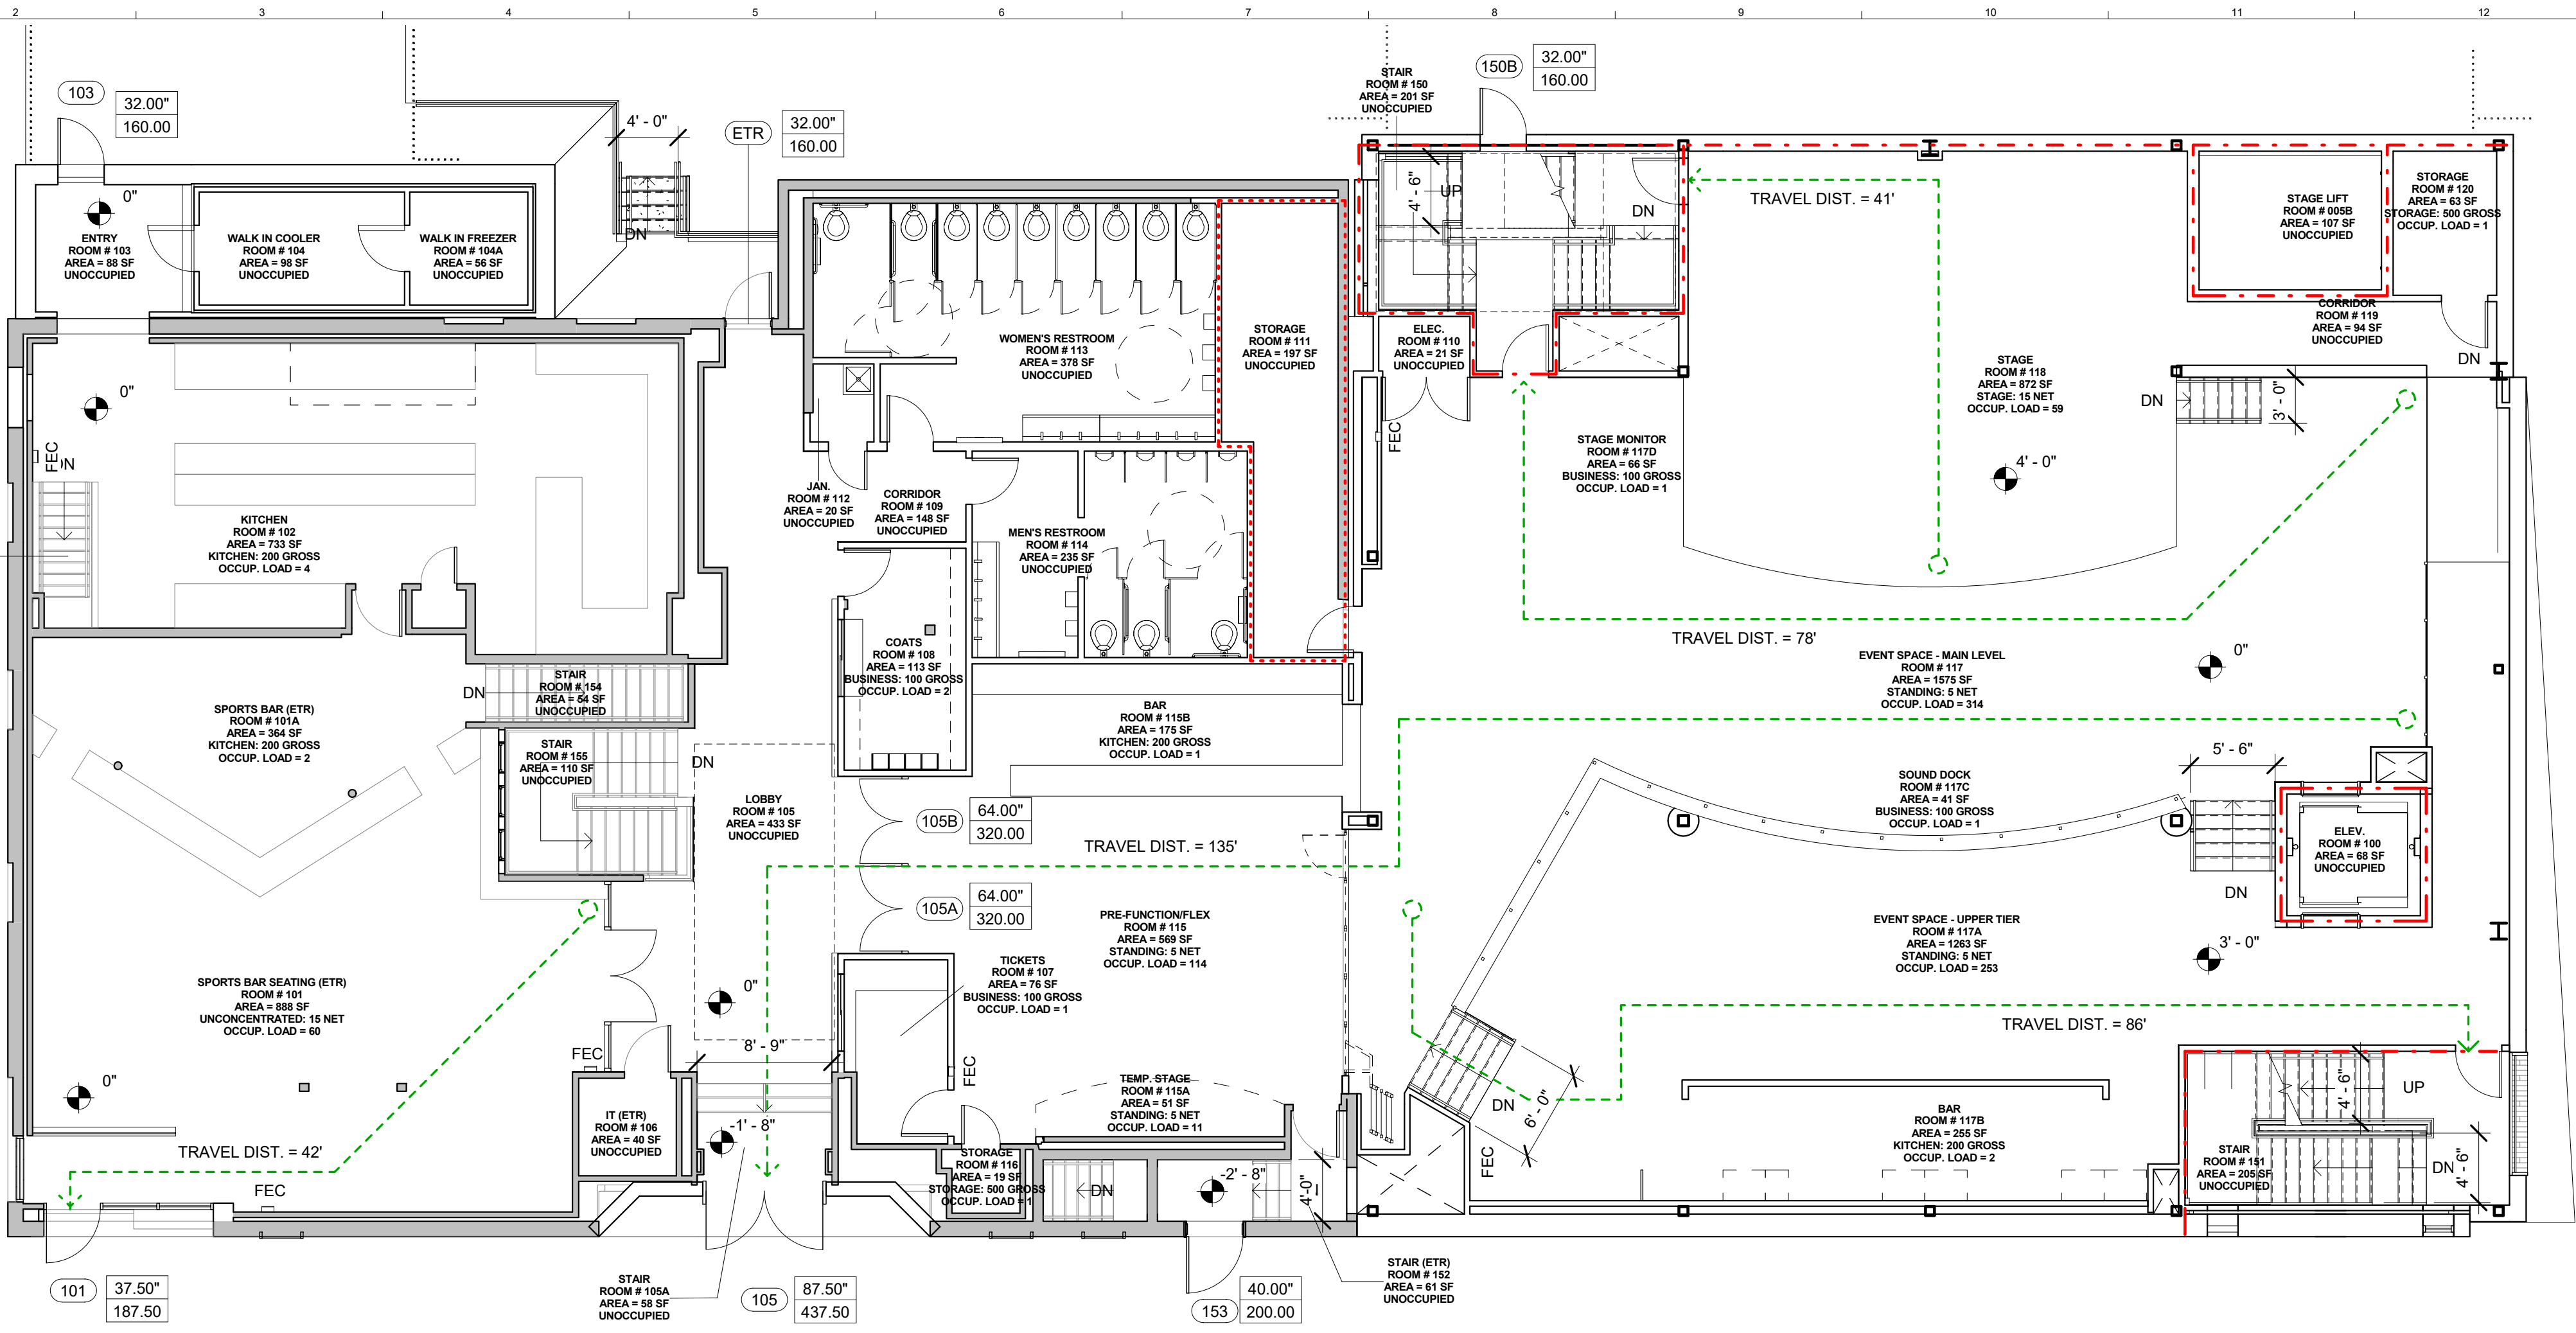 2 3 4 5 6 7 8 9 10 11 12
103
32.00"
160.00
4' - 0"
ETR
32.00"
160.00
STAIR
ROOM # 150
AREA = 201 SF
UNOCCUPIED
150B
32.00"
160.00
0"
ENTRY
ROOM # 103
AREA = 88 SF
UNOCCUPIED
WALK IN COOLER
ROOM # 104
AREA = 98 SF
UNOCCUPIED
WALK IN FREEZER
ROOM # 104A
AREA = 56 SF
UNOCCUPIED
DN
4' - 6"
UP
DN
TRAVEL DIST. = 41'
STAGE LIFT
ROOM # 005B
AREA = 107 SF
UNOCCUPIED
STORAGE
ROOM # 120
AREA = 63 SF
STORAGE: 500 GROSS
OCCUP. LOAD = 1
CORRIDOR
ROOM # 119
AREA = 94 SF
UNOCCUPIED
DN
WOMEN'S RESTROOM
ROOM # 113
AREA = 378 SF
UNOCCUPIED
STORAGE
ROOM # 111
AREA = 197 SF
UNOCCUPIED
ELEC.
ROOM # 110
AREA = 21 SF
UNOCCUPIED
STAGE
ROOM # 118
AREA = 872 SF
STAGE: 15 NET
OCCUP. LOAD = 59
DN
3' - 0"
0"
FEC
DN
KITCHEN
ROOM # 102
AREA = 733 SF
KITCHEN: 200 GROSS
OCCUP. LOAD = 4
JAN.
ROOM # 112
AREA = 20 SF
UNOCCUPIED
CORRIDOR
ROOM # 109
AREA = 148 SF
UNOCCUPIED
MEN'S RESTROOM
ROOM # 114
AREA = 235 SF
UNOCCUPIED
FEC
STAGE MONITOR
ROOM # 117D
AREA = 66 SF
BUSINESS: 100 GROSS
OCCUP. LOAD = 1
4' - 0"
COATS
ROOM # 108
AREA = 113 SF
BUSINESS: 100 GROSS
OCCUP. LOAD = 2
TRAVEL DIST. = 78'
EVENT SPACE - MAIN LEVEL
ROOM # 117
AREA = 1575 SF
STANDING: 5 NET
OCCUP. LOAD = 314
0"
DN
STAIR
ROOM # 154
AREA = 54 SF
UNOCCUPIED
SPORTS BAR (ETR)
ROOM # 101A
AREA = 364 SF
KITCHEN: 200 GROSS
OCCUP. LOAD = 2
STAIR
ROOM # 155
AREA = 110 SF
UNOCCUPIED
DN
BAR
ROOM # 115B
AREA = 175 SF
KITCHEN: 200 GROSS
OCCUP. LOAD = 1
LOBBY
ROOM # 105
AREA = 433 SF
UNOCCUPIED
105B
64.00"
320.00
TRAVEL DIST. = 135'
SOUND DOCK
ROOM # 117C
AREA = 41 SF
BUSINESS: 100 GROSS
OCCUP. LOAD = 1
5' - 6"
DN
ELEV.
ROOM # 100
AREA = 68 SF
UNOCCUPIED
105A
64.00"
320.00
PRE-FUNCTION/FLEX
ROOM # 115
AREA = 569 SF
STANDING: 5 NET
OCCUP. LOAD = 114
EVENT SPACE - UPPER TIER
ROOM # 117A
AREA = 1263 SF
STANDING: 5 NET
OCCUP. LOAD = 253
3' - 0"
SPORTS BAR SEATING (ETR)
ROOM # 101
AREA = 888 SF
UNCONCENTRATED: 15 NET
OCCUP. LOAD = 60
0"
TICKETS
ROOM # 107
AREA = 76 SF
BUSINESS: 100 GROSS
OCCUP. LOAD = 1
TRAVEL DIST. = 86'
FEC
8' - 9"
FEC
0"
IT (ETR)
ROOM # 106
AREA = 40 SF
UNOCCUPIED
-1' - 8"
TEMP. STAGE
ROOM # 115A
AREA = 51 SF
STANDING: 5 NET
OCCUP. LOAD = 11
DN
6' - 0"
BAR
ROOM # 117B
AREA = 255 SF
KITCHEN: 200 GROSS
OCCUP. LOAD = 2
4' - 6"
UP
TRAVEL DIST. = 42'
FEC
STORAGE
ROOM # 116
AREA = 19 SF
STORAGE: 500 GROSS
OCCUP. LOAD = 1
DN
-2' - 8"
4'-0"
FEC
STAIR
ROOM # 151
AREA = 205 SF
UNOCCUPIED
DN
4' - 6"
101
37.50"
187.50
STAIR
ROOM # 105A
AREA = 58 SF
UNOCCUPIED
105
87.50"
437.50
153
40.00"
200.00
STAIR (ETR)
ROOM # 152
AREA = 61 SF
UNOCCUPIED